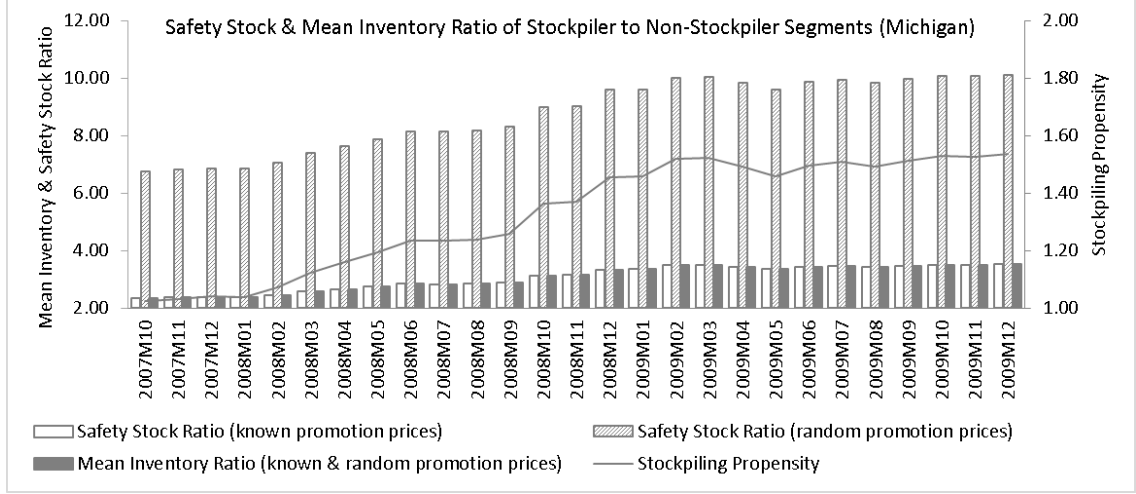 Safety Stock & Mean Inventory Ratio of Stockpiler to Non-Stockpiler Segments (Michigan)
Mean Inventory & Safety Stock Ratio
12.00
10.00
8.00
6.00
4.00
2.00
2.00
1.80
1.60
1.40
1.20
1.00
Stockpiling Propensity
2007M10
2007M11
2007M12
2008M01
2008M02
2008M03
2008M04
2008M05
2008M06
2008M07
2008M08
2008M09
2008M10
2008M11
2008M12
2009M01
2009M02
2009M03
2009M04
2009M05
2009M06
2009M07
2009M08
2009M09
2009M10
2009M11
2009M12
Safety Stock Ratio (known promotion prices)
Safety Stock Ratio (random promotion prices)
Mean Inventory Ratio (known & random promotion prices)
Stockpiling Propensity